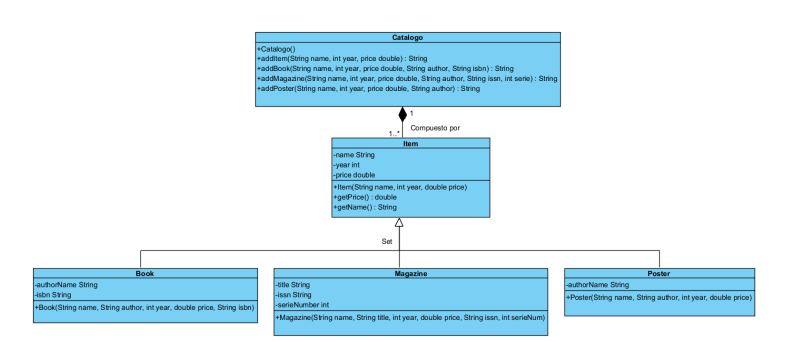 Catalogo
+Catalogo()
+addItem(String name, int year, price double) : String
+addBook(String name, int year, price double, String author, String isbn) : String
+addMagazine(String name, int year, price double, String author, String issn, int serie) : String
+addPoster(String name, int year, price double, String author) : String
1
Compuesto por
1..*
Item
-name String
-year int
-price double
+Item(String name, int year, double price)
+getPrice() : double
+getName() : String
Set
Book
-authorName String
-isbn String
+Book(String name, String author, int year, double price, String isbn)
Magazine
-title String
-issn String
-serieNumber int
+Magazine(String name, String title, int year, double price, String issn, int serieNum)
Poster
-authorName String
+Poster(String name, String author, int year, double price)